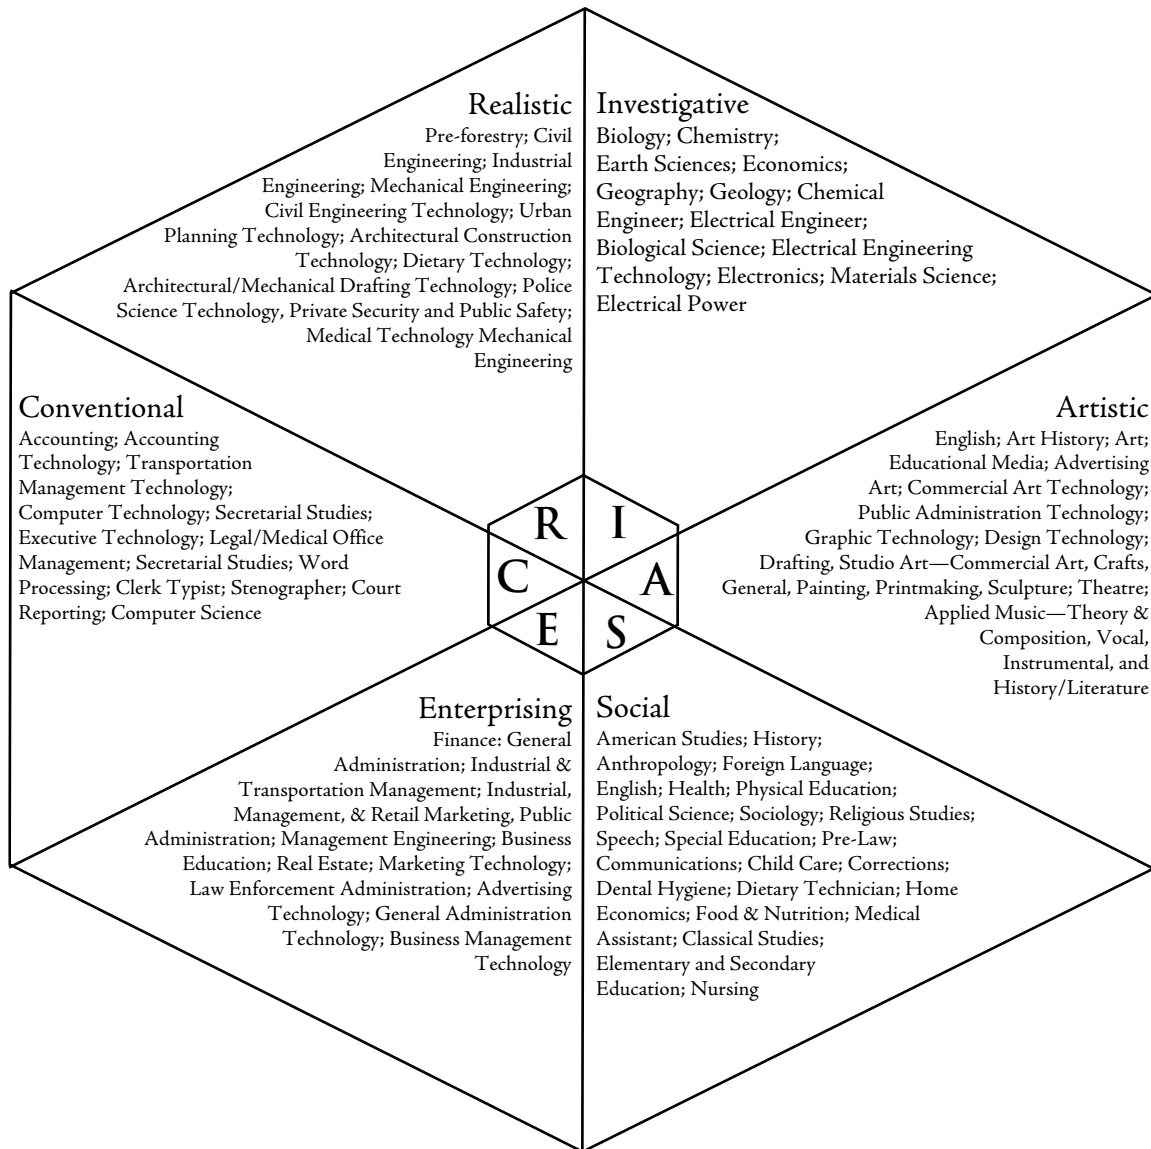 Realistic
Pre-forestry; Civil
Engineering; Industrial
Engineering; Mechanical Engineering;
Civil Engineering Technology; Urban
Planning Technology; Architectural Construction
Technology; Dietary Technology;
Architectural/Mechanical Drafting Technology; Police
Science Technology, Private Security and Public Safety;
Medical Technology Mechanical
Engineering
Investigative
Biology; Chemistry;
Earth Sciences; Economics;
Geography; Geology; Chemical
Engineer; Electrical Engineer;
Biological Science; Electrical Engineering
Technology; Electronics; Materials Science;
Electrical Power
Conventional
Accounting; Accounting
Technology; Transportation
Management Technology;
Computer Technology; Secretarial Studies;
Executive Technology; Legal/Medical Office
Management; Secretarial Studies; Word
Processing; Clerk Typist; Stenographer; Court
Reporting; Computer Science
R I
C A
E S
Artistic
English; Art History; Art;
Educational Media; Advertising
Art; Commercial Art Technology;
Public Administration Technology;
Graphic Technology; Design Technology;
Drafting, Studio Art—Commercial Art, Crafts,
General, Painting, Printmaking, Sculpture; Theatre;
Applied Music—Theory &
Composition, Vocal,
Instrumental, and
History/Literature
Enterprising
Finance: General
Administration; Industrial &
Transportation Management; Industrial,
Management, & Retail Marketing, Public
Administration; Management Engineering; Business
Education; Real Estate; Marketing Technology;
Law Enforcement Administration; Advertising
Technology; General Administration
Technology; Business Management
Technology
Social
American Studies; History;
Anthropology; Foreign Language;
English; Health; Physical Education;
Political Science; Sociology; Religious Studies;
Speech; Special Education; Pre-Law;
Communications; Child Care; Corrections;
Dental Hygiene; Dietary Technician; Home
Economics; Food & Nutrition; Medical
Assistant; Classical Studies;
Elementary and Secondary
Education; Nursing